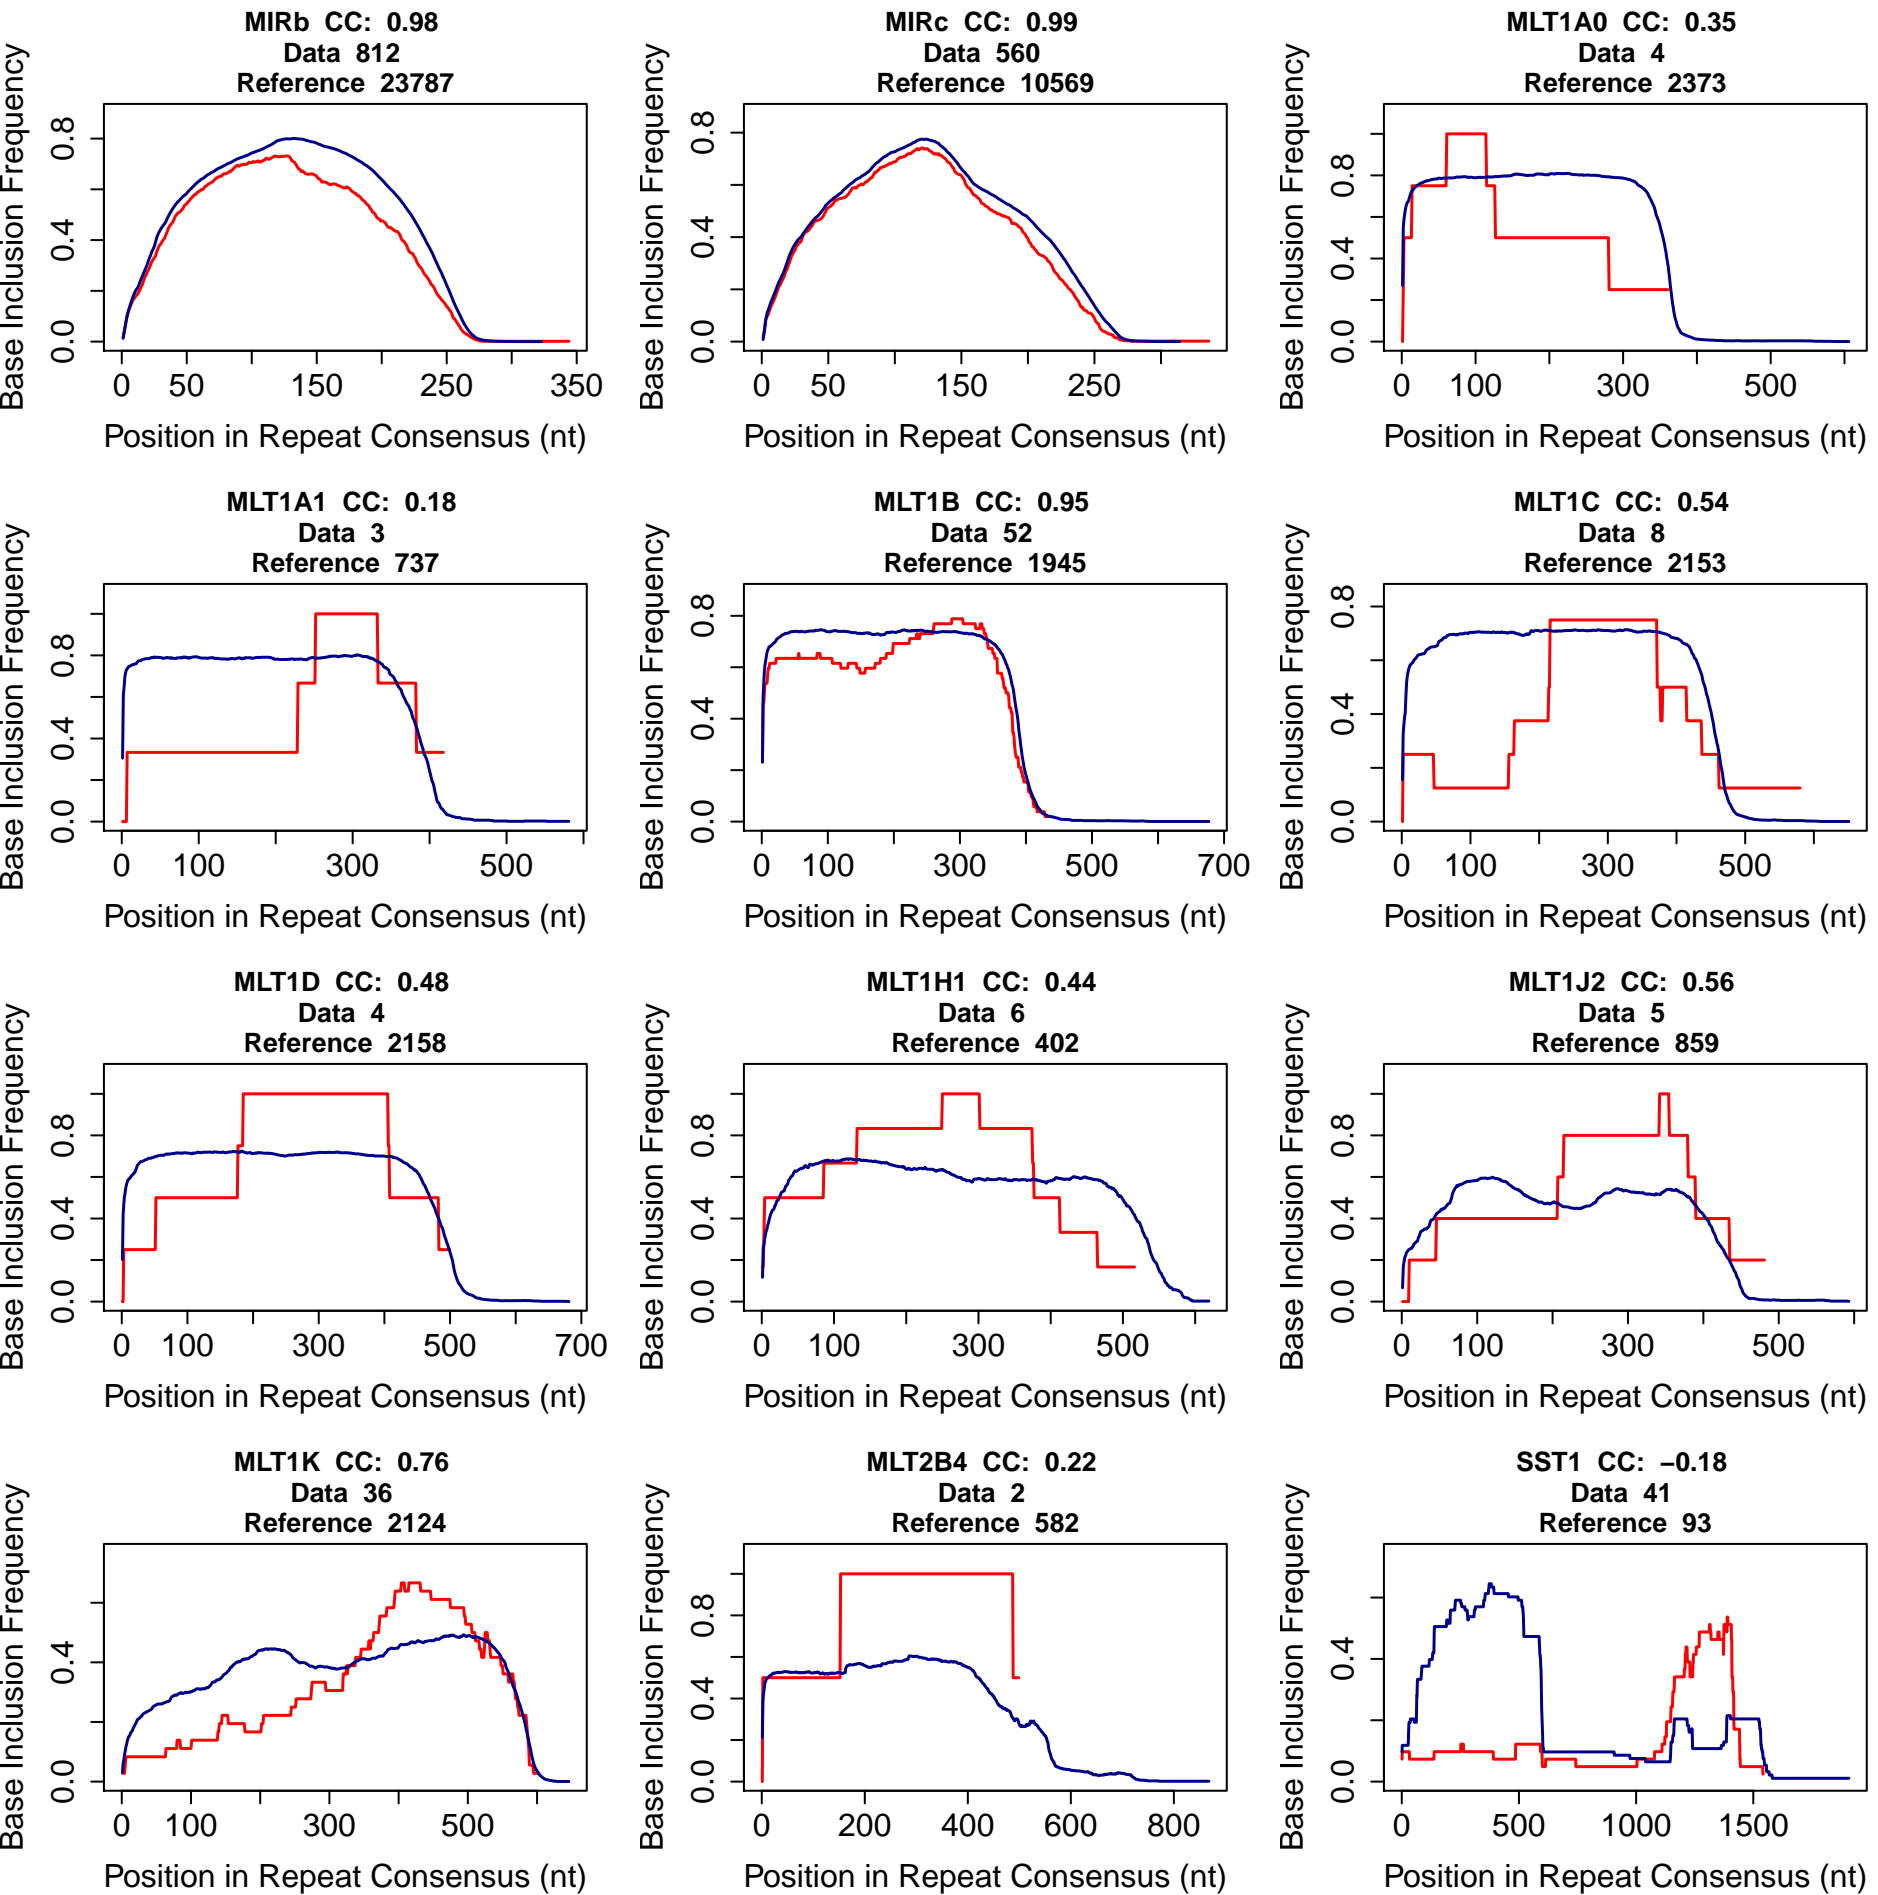 MIRb CC: 0.98
Data 812
Reference 23787
Base Inclusion Frequency
0.0 0.4 0.8
0 50 150 250 350
Position in Repeat Consensus (nt)
MIRc CC: 0.99
Data 560
Reference 10569
Base Inclusion Frequency
0.0 0.4 0.8
0 50 150 250
Position in Repeat Consensus (nt)
MLT1A0 CC: 0.35
Data 4
Reference 2373
Base Inclusion Frequency
0.0 0.4 0.8
0 100 300 500
Position in Repeat Consensus (nt)
MLT1A1 CC: 0.18
Data 3
Reference 737
Base Inclusion Frequency
0.0 0.4 0.8
0 100 300 500
Position in Repeat Consensus (nt)
MLT1B CC: 0.95
Data 52
Reference 1945
Base Inclusion Frequency
0.0 0.4 0.8
0 100 300 500 700
Position in Repeat Consensus (nt)
MLT1C CC: 0.54
Data 8
Reference 2153
Base Inclusion Frequency
0.0 0.4 0.8
0 100 300 500
Position in Repeat Consensus (nt)
MLT1D CC: 0.48
Data 4
Reference 2158
Base Inclusion Frequency
0.0 0.4 0.8
0 100 300 500 700
Position in Repeat Consensus (nt)
MLT1H1 CC: 0.44
Data 6
Reference 402
Base Inclusion Frequency
0.0 0.4 0.8
0 100 300 500
Position in Repeat Consensus (nt)
MLT1J2 CC: 0.56
Data 5
Reference 859
Base Inclusion Frequency
0.0 0.4 0.8
0 100 300 500
Position in Repeat Consensus (nt)
MLT1K CC: 0.76
Data 36
Reference 2124
Base Inclusion Frequency
0.0 0.4
0 100 300 500
Position in Repeat Consensus (nt)
MLT2B4 CC: 0.22
Data 2
Reference 582
Base Inclusion Frequency
0.0 0.4 0.8
0 200 400 600 800
Position in Repeat Consensus (nt)
SST1 CC: −0.18
Data 41
Reference 93
Base Inclusion Frequency
0.0 0.4
0 500 1000 1500
Position in Repeat Consensus (nt)